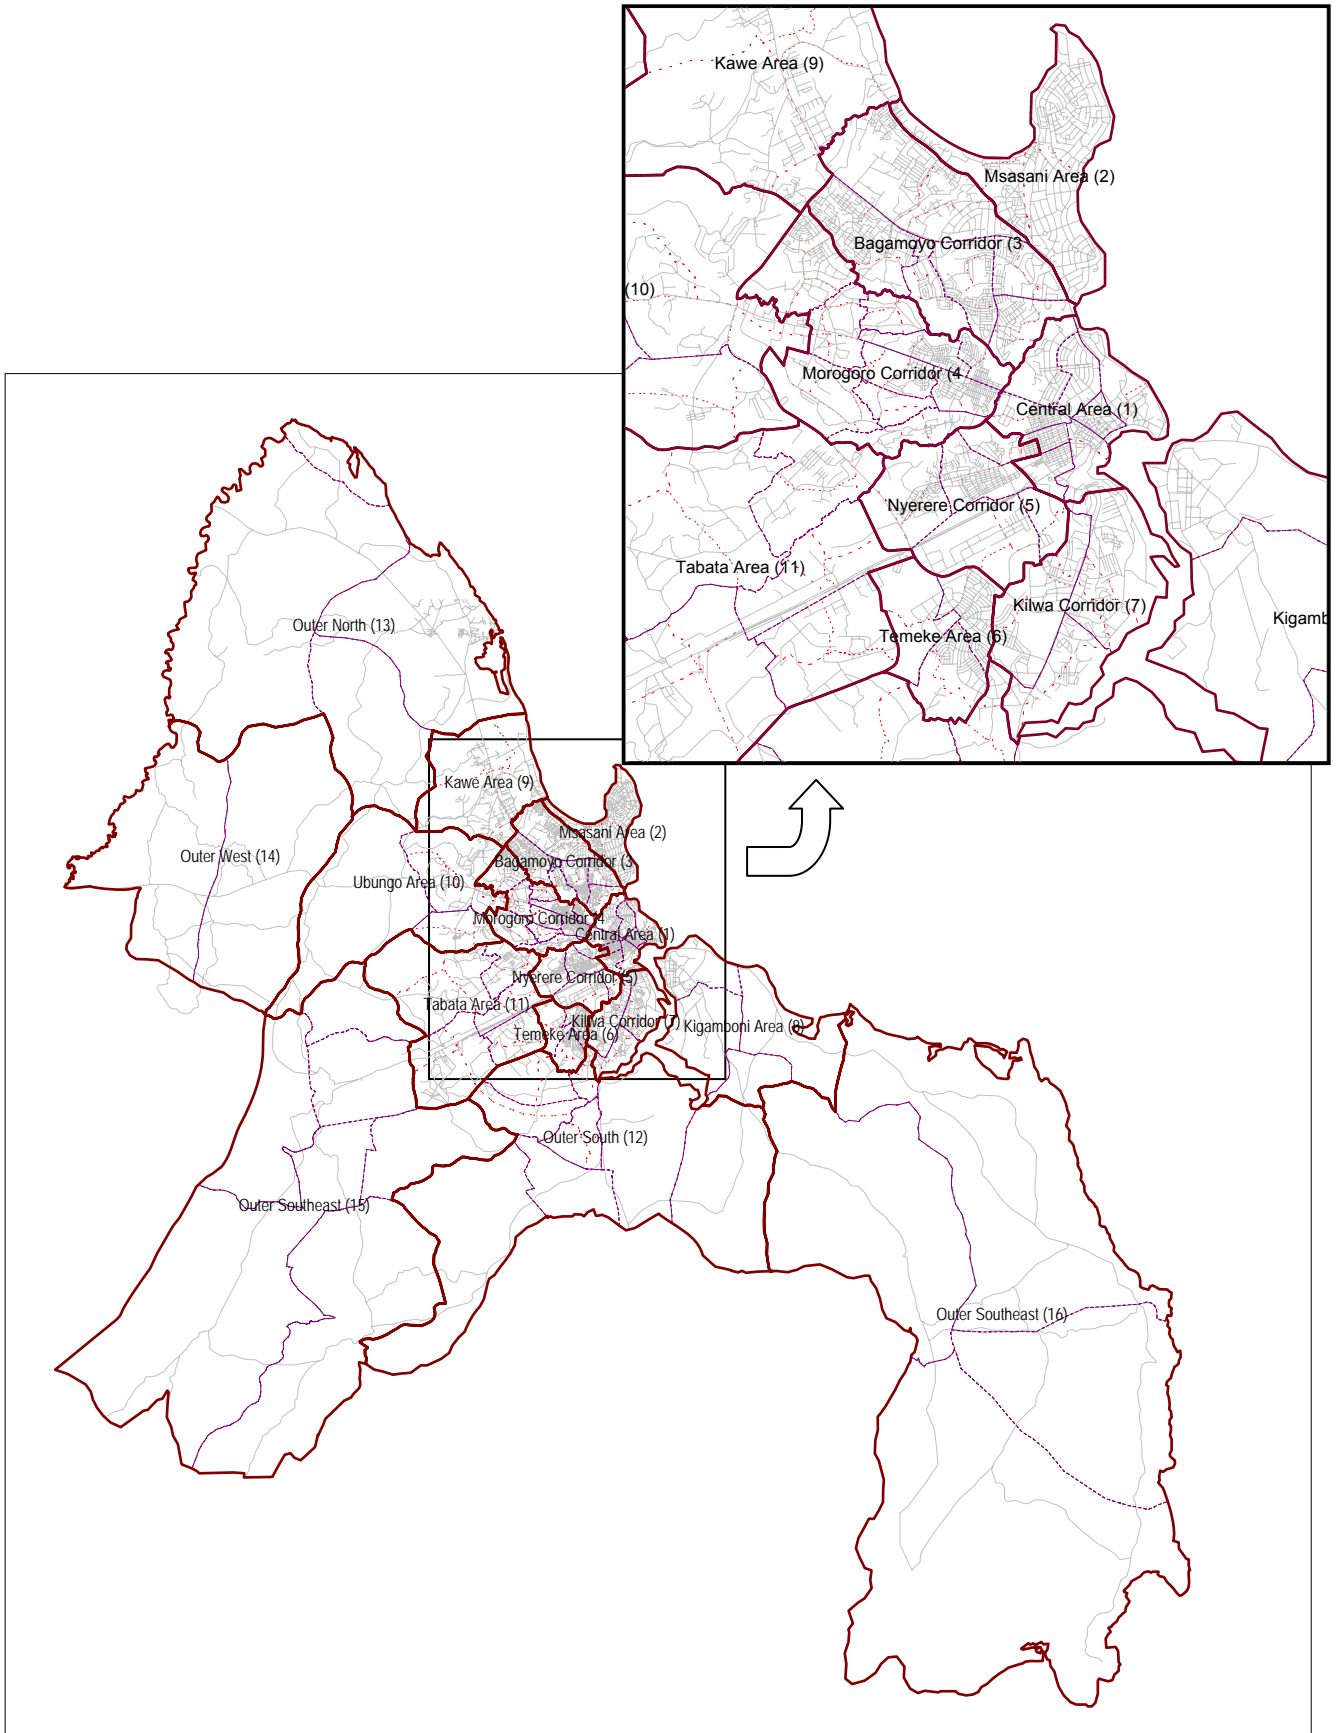 Kawe Area (9)
Msasani Area (2)
Bagamoyo Corridor (3
(10)
Morogoro Corridor (4
Central Area (1)
Nyerere Corridor (5)
Tabata Area (11)
Kilwa Corridor (7)
Kigamb
Temeke Area (6)
Outer North (13)
Kawe Area (9)
Msasani Area (2)
Outer West (14)
Bagamoyo Corridor (3
Ubungo Area (10)
Morogoro Corridor (4
Central Area (1)
Nyerere Corridor (5)
Tabata Area (11)
Kilwa Corridor (7)
Kigamboni Area (8)
Temeke Area (6)
Outer South (12)
Outer Southeast (15)
Outer Southeast (16)